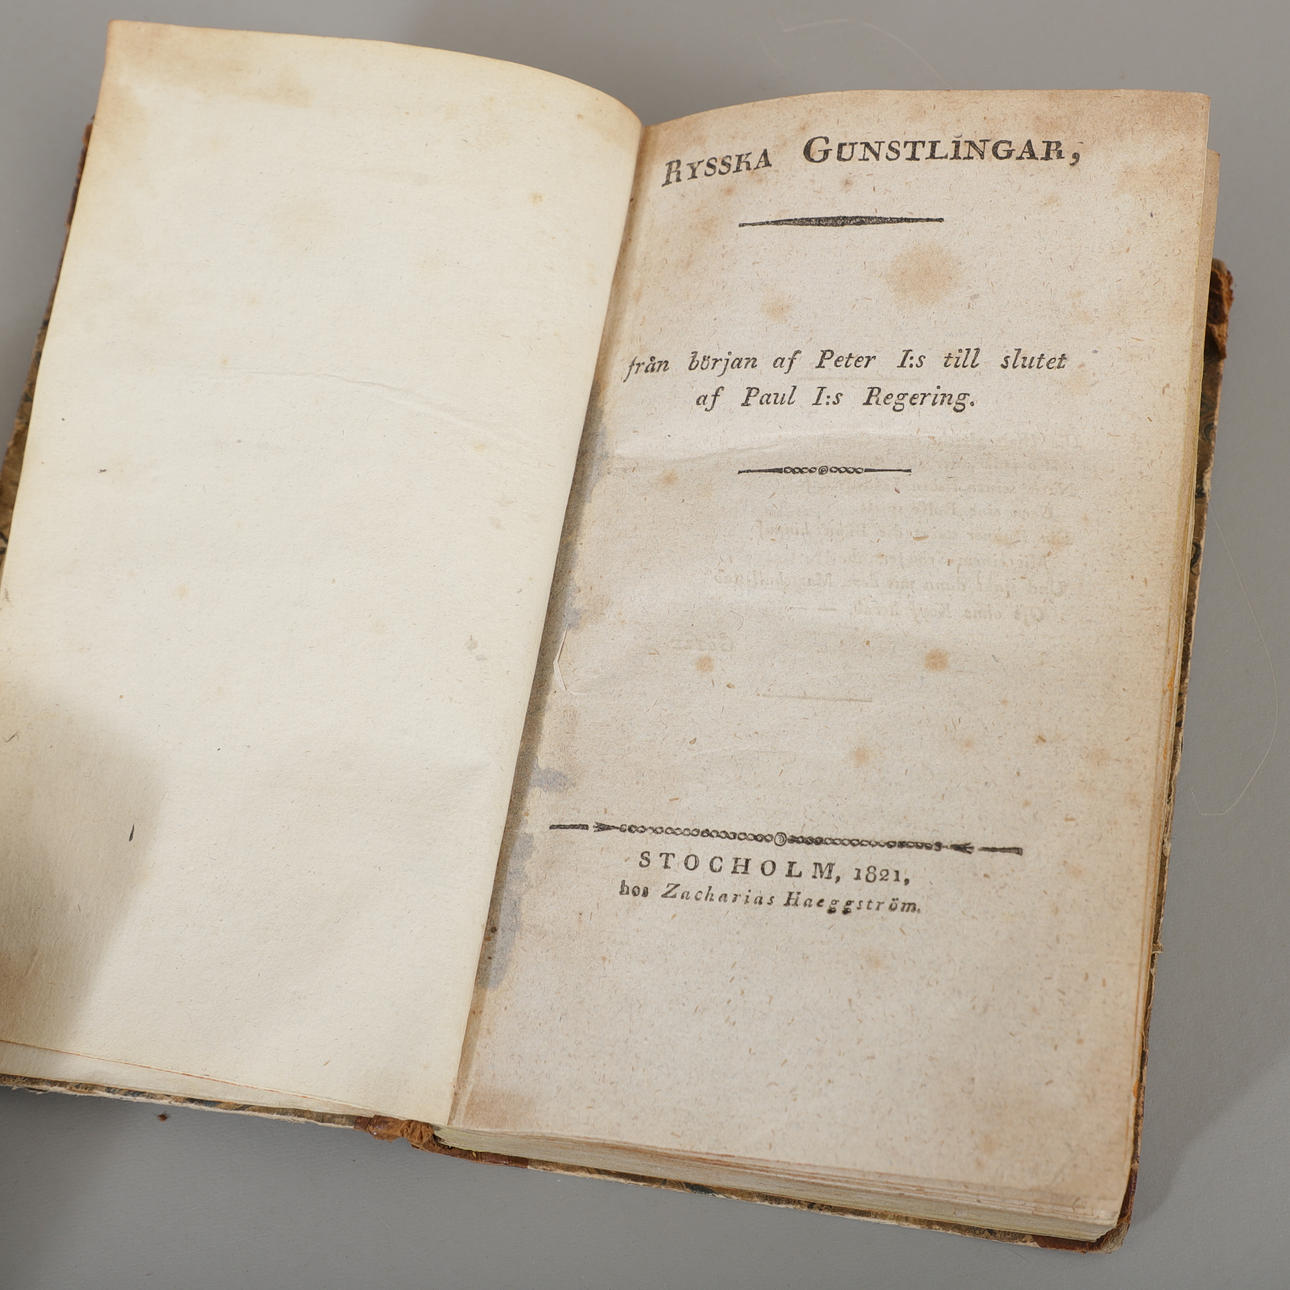 RYSSKA GUNSTLINGAR,
från början af Peter I:s till slutet
af Paul I:s Regering.
STOCHOLM, 1821,
hos Zacharias Haeggström.